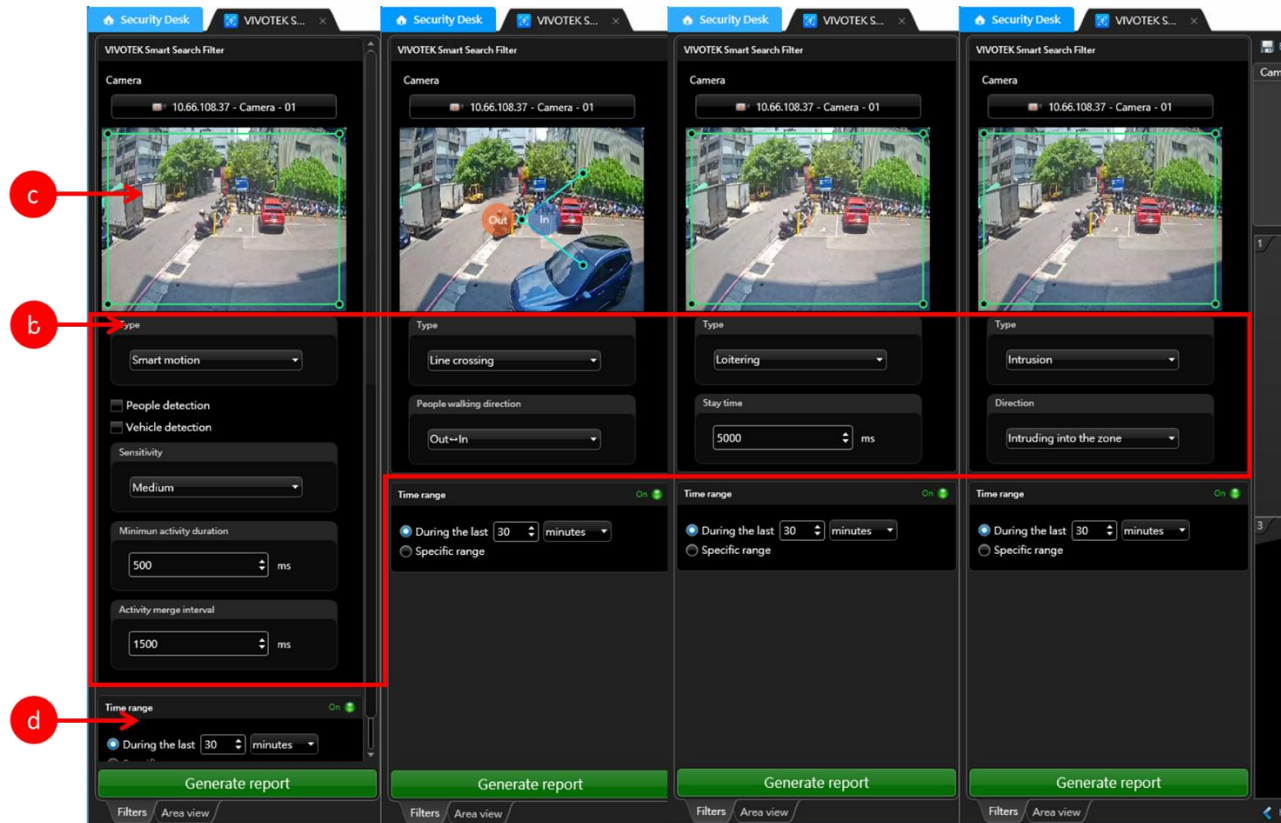 Security Desk
VIVOTEK S...
VIVOTEK Smart Search Filter
Camera
10.66.108.37 - Camera - 01
c
b
Type
Smart motion
People detection
Vehicle detection
Sensitivity
Medium
Minimun activity duration
500 ms
Activity merge interval
1500 ms
d
Time range On
During the last 30 minutes
Generate report
Filters Area view
Security Desk
VIVOTEK S...
VIVOTEK Smart Search Filter
Camera
10.66.108.37 - Camera - 01
Out In
Type
Line crossing
People walking direction
Out↔In
Time range On
During the last 30 minutes
Specific range
Generate report
Filters Area view
Security Desk
VIVOTEK S...
VIVOTEK Smart Search Filter
Camera
10.66.108.37 - Camera - 01
Type
Loitering
Stay time
5000 ms
Time range On
During the last 30 minutes
Specific range
Generate report
Filters Area view
Security Desk
VIVOTEK S...
VIVOTEK Smart Search Filter
Camera
10.66.108.37 - Camera - 01
Type
Intrusion
Direction
Intruding into the zone
Time range On
During the last 30 minutes
Specific range
Generate report
Filters Area view
Cam
1
3